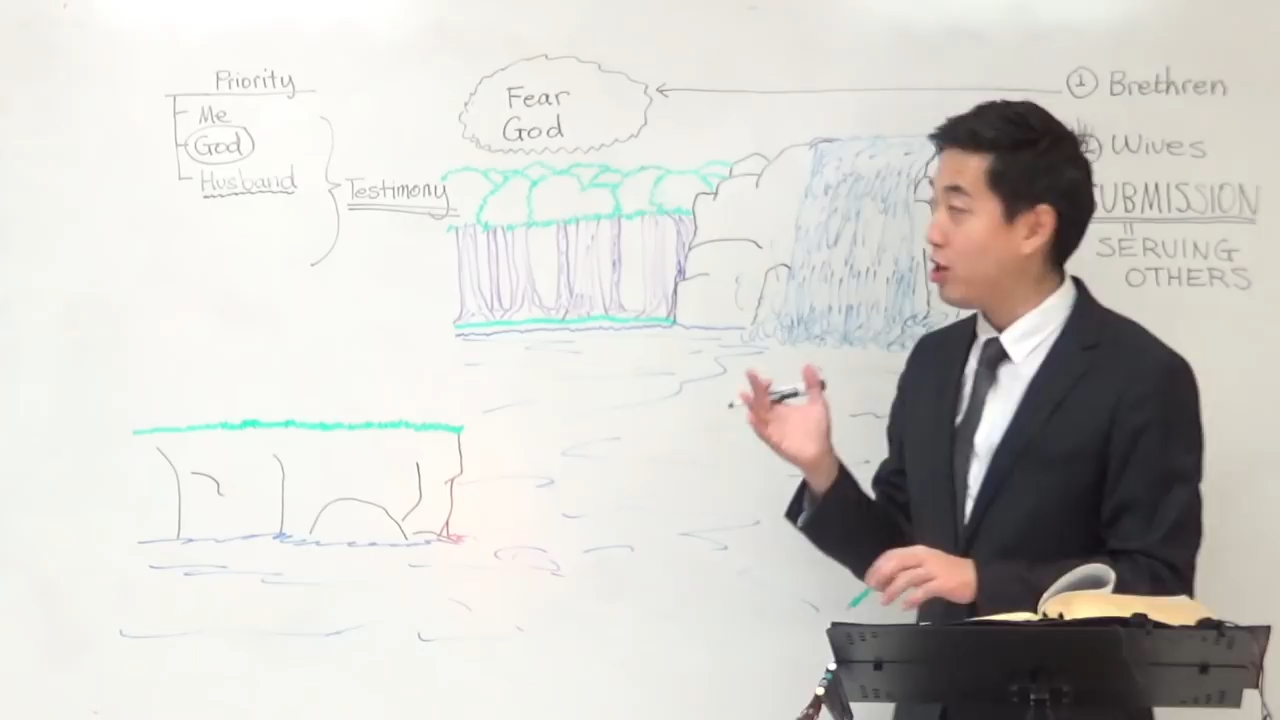 Priority
Me
God
Husband
Testimony
Fear
God
① Brethren
Wives
SUBMISSION
=
SERVING
OTHERS